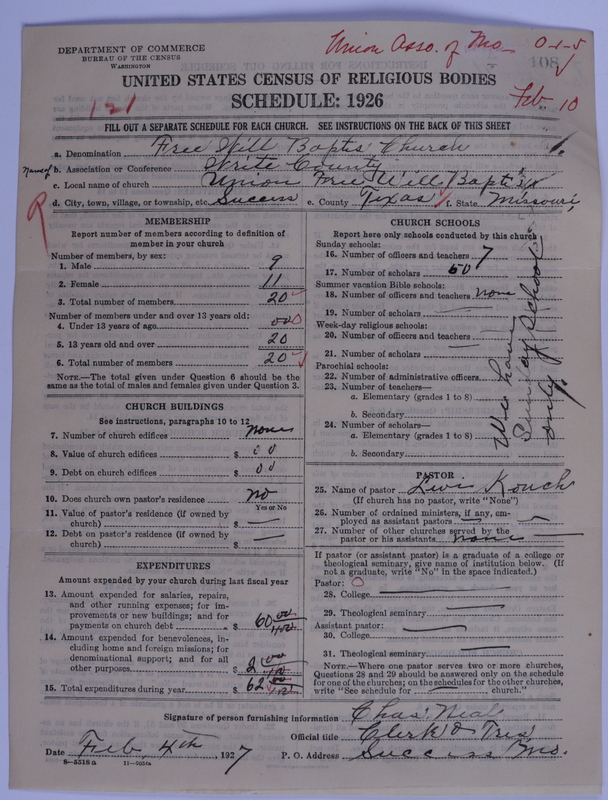 DEPARTMENT OF COMMERCE
BUREAU OF THE CENSUS
WASHINGTON
Union Asso. of Mo. 0-1-5
108
121
UNITED STATES CENSUS OF RELIGIOUS BODIES
SCHEDULE: 1926
Feb 10
FILL OUT A SEPARATE SCHEDULE FOR EACH CHURCH. SEE INSTRUCTIONS ON THE BACK OF THIS SHEET
a. Denomination Free Will Baptis Church
Name of b. Association or Conference Write County
c. Local name of church Union Free Will Baptist
d. City, town, village, or township, etc. Success e. County Texas f. State Missouri,
MEMBERSHIP
Report number of members according to definition of member in your church
Number of members, by sex:
1. Male 9
2. Female 11
3. Total number of members 20
Number of members under and over 13 years old:
4. Under 13 years of age 00
5. 13 years old and over 20
6. Total number of members 20
NOTE.—The total given under Question 6 should be the same as the total of males and females given under Question 3.
CHURCH BUILDINGS
See instructions, paragraphs 10 to 12
7. Number of church edifices none
8. Value of church edifices $ 00
9. Debt on church edifices $ 00
10. Does church own pastor's residence no
Yes or No
11. Value of pastor's residence (if owned by church) $ —
12. Debt on pastor's residence (if owned by church) $ —
EXPENDITURES
Amount expended by your church during last fiscal year
13. Amount expended for salaries, repairs, and other running expenses; for improvements or new buildings; and for payments on church debt $ 60 00
14. Amount expended for benevolences, including home and foreign missions; for denominational support; and for all other purposes $ 2 00
15. Total expenditures during year $ 62 00
CHURCH SCHOOLS
Report here only schools conducted by this church
Sunday schools:
16. Number of officers and teachers 7
17. Number of scholars 60
Summer vacation Bible schools:
18. Number of officers and teachers none
19. Number of scholars —
Week-day religious schools:
20. Number of officers and teachers —
21. Number of scholars
Parochial schools:
22. Number of administrative officers
23. Number of teachers—
a. Elementary (grades 1 to 8)
b. Secondary
24. Number of scholars—
a. Elementary (grades 1 to 8)
b. Secondary
We have
Sunday School
only.
PASTOR
25. Name of pastor Levi Kouch
(If church has no pastor, write "None")
26. Number of ordained ministers, if any, employed as assistant pastors —
27. Number of other churches served by the pastor or his assistants none
If pastor (or assistant pastor) is a graduate of a college or theological seminary, give name of institution below. (If not a graduate, write "No" in the space indicated.)
Pastor: O
28. College —
29. Theological seminary —
Assistant pastor:
30. College —
31. Theological seminary —
NOTE.—Where one pastor serves two or more churches, Questions 28 and 29 should be answered only on the schedule for one of the churches; on the schedules for the other churches, write "See schedule for — church."
Signature of person furnishing information Chas. Neal
Official title Clerk & Tres.
Date Feb, 4th, 1927 P. O. Address Success Mo.
8—5518a 11—9050a